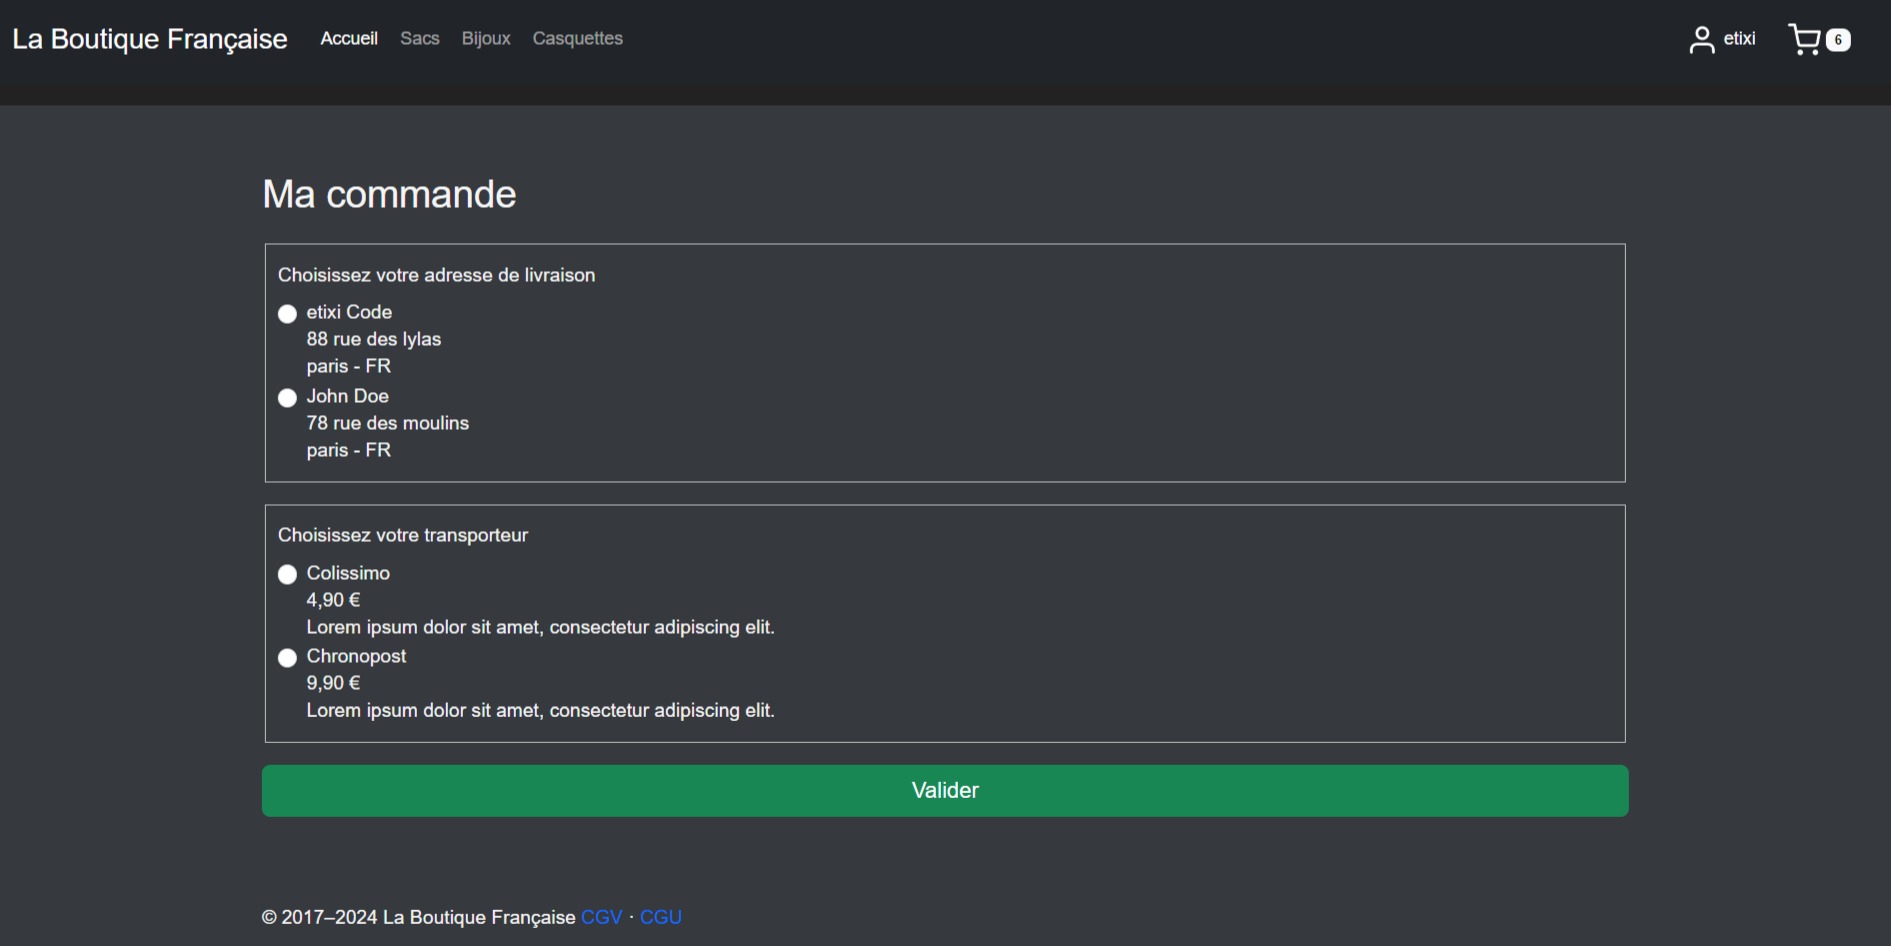 La Boutique Française Accueil Sacs Bijoux Casquettes etixi 6
Ma commande
Choisissez votre adresse de livraison
etixi Code
88 rue des lylas
paris - FR
John Doe
78 rue des moulins
paris - FR
Choisissez votre transporteur
Colissimo
4,90 €
Lorem ipsum dolor sit amet, consectetur adipiscing elit.
Chronopost
9,90 €
Lorem ipsum dolor sit amet, consectetur adipiscing elit.
Valider
© 2017–2024 La Boutique Française CGV · CGU